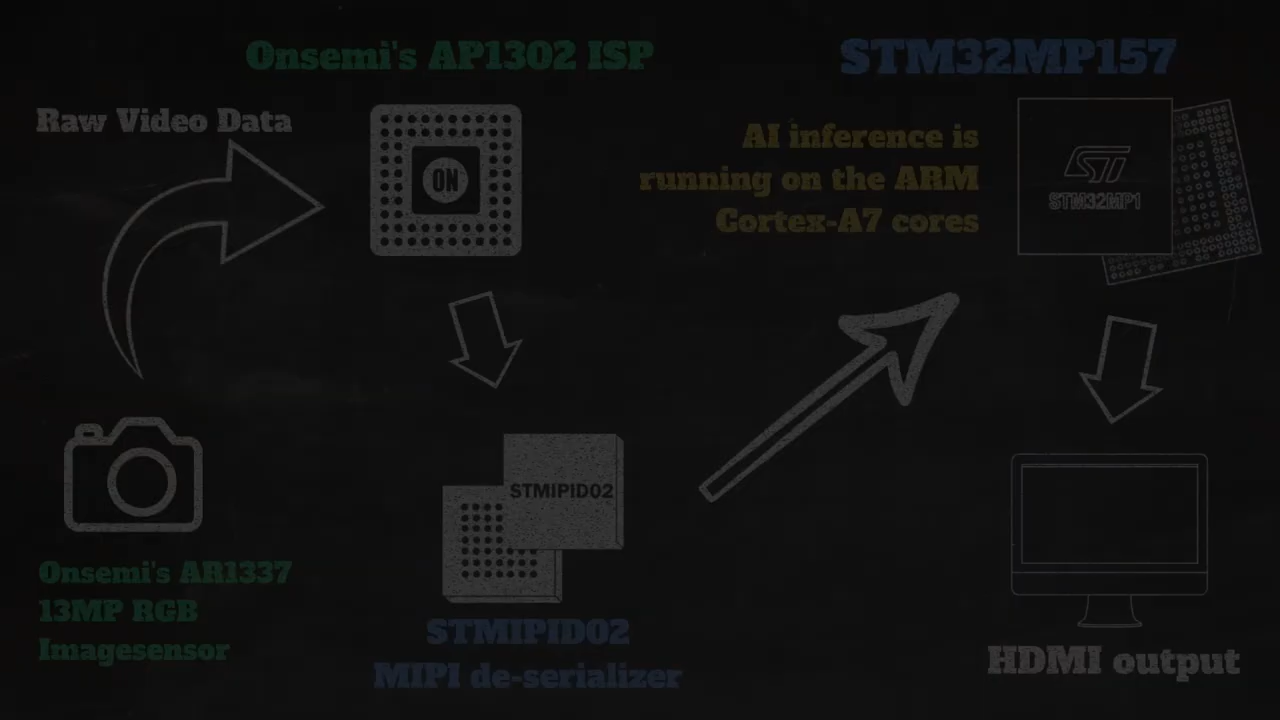 Onsemi's AP1302 ISP
STM32MP157
Raw Video Data
ON
AI inference is
running on the ARM
Cortex-A7 cores
ST
STM32MP1
STMIPID02
Onsemi's AR1337
13MP RGB
Imagesensor
STMIPID02
MIPI de-serializer
HDMI output